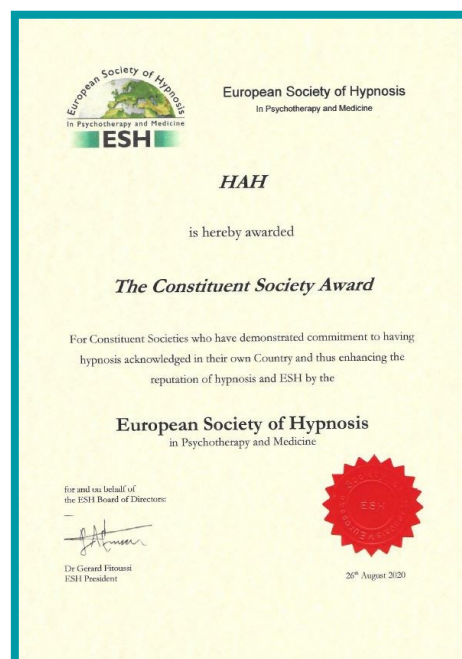 European Society of Hypnosis
In Psychotherapy and Medicine
ESH
European Society of Hypnosis
In Psychotherapy and Medicine
HAH
is hereby awarded
The Constituent Society Award
For Constituent Societies who have demonstrated commitment to having
hypnosis acknowledged in their own Country and thus enhancing the
reputation of hypnosis and ESH by the
European Society of Hypnosis
in Psychotherapy and Medicine
for and on behalf of
the ESH Board of Directors:
Dr Gerard Fitoussi
ESH President
ESH
26th August 2020